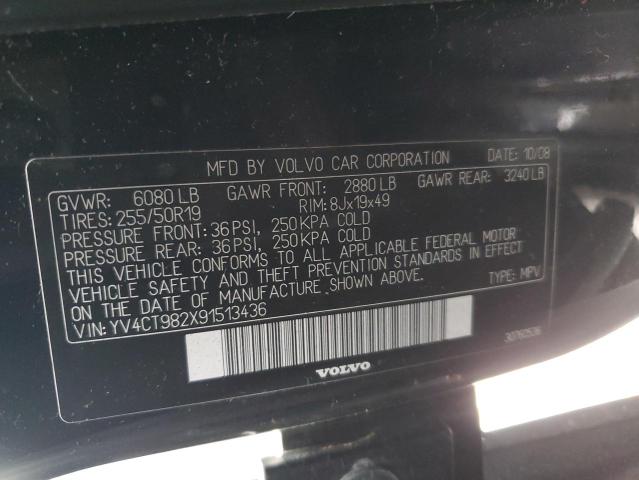 MFD BY VOLVO CAR CORPORATION DATE: 10/08
GVWR: 6080 LB GAWR FRONT: 2880 LB GAWR REAR: 3240 LB
TIRES: 255/50R19 RIM: 8Jx19x49
PRESSURE FRONT: 36 PSI, 250 KPA COLD
PRESSURE REAR: 36 PSI, 250 KPA COLD
THIS VEHICLE CONFORMS TO ALL APPLICABLE FEDERAL MOTOR
VEHICLE SAFETY AND THEFT PREVENTION STANDARDS IN EFFECT
ON THE DATE OF MANUFACTURE SHOWN ABOVE. TYPE: MPV
VIN: YV4CT982X91513436
VOLVO